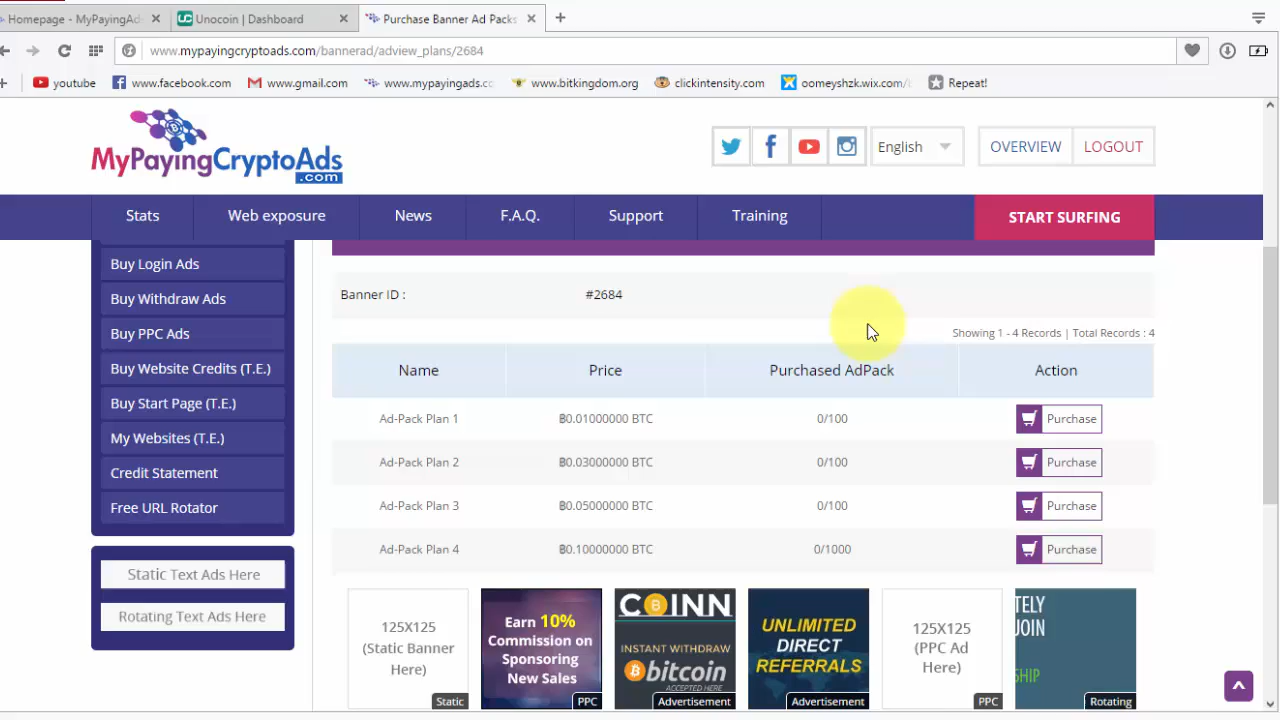 Homepage - MyPayingAd
Unocoin | Dashboard
Purchase Banner Ad Packs
www.mypayingcryptoads.com/bannerad/adview_plans/2684
youtube
www.facebook.com
www.gmail.com
www.mypayingads.co
www.bitkingdom.org
clickintensity.com
oomeyshzk.wix.com/
Repeat!
MyPayingCryptoAds
.com
English
OVERVIEW
LOGOUT
Stats
Web exposure
News
F.A.Q.
Support
Training
START SURFING
Buy Login Ads
Buy Withdraw Ads
Buy PPC Ads
Buy Website Credits (T.E.)
Buy Start Page (T.E.)
My Websites (T.E.)
Credit Statement
Free URL Rotator
Static Text Ads Here
Rotating Text Ads Here
Banner ID : #2684
Showing 1 - 4 Records | Total Records : 4
Name Price Purchased AdPack Action
Ad-Pack Plan 1 ฿0.01000000 BTC 0/100 Purchase
Ad-Pack Plan 2 ฿0.03000000 BTC 0/100 Purchase
Ad-Pack Plan 3 ฿0.05000000 BTC 0/100 Purchase
Ad-Pack Plan 4 ฿0.10000000 BTC 0/1000 Purchase
125X125
(Static Banner
Here)
Static
Earn 10%
Commission on
Sponsoring
New Sales
PPC
COINN
INSTANT WITHDRAW
bitcoin
ACCEPTED HERE
Advertisement
UNLIMITED
DIRECT
REFERRALS
Advertisement
125X125
(PPC Ad
Here)
PPC
TELY
JOIN
SHIP
Rotating